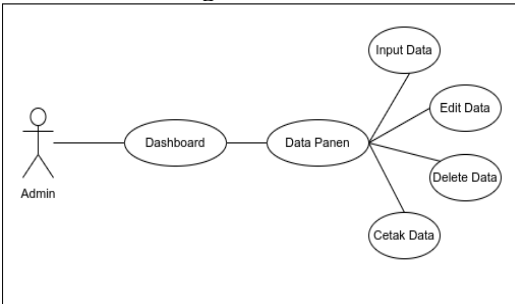 Input Data
Edit Data
Dashboard
Data Panen
Delete Data
Admin
Cetak Data